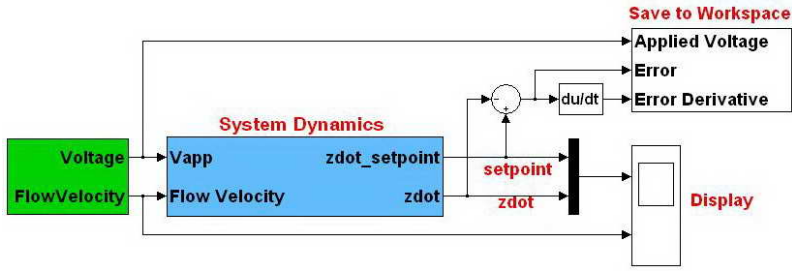 Save to Workspace
Applied Voltage
Error
Error Derivative
-
+
du/dt
System Dynamics
Voltage
FlowVelocity
Vapp
Flow Velocity
zdot_setpoint
zdot
setpoint
zdot
Display